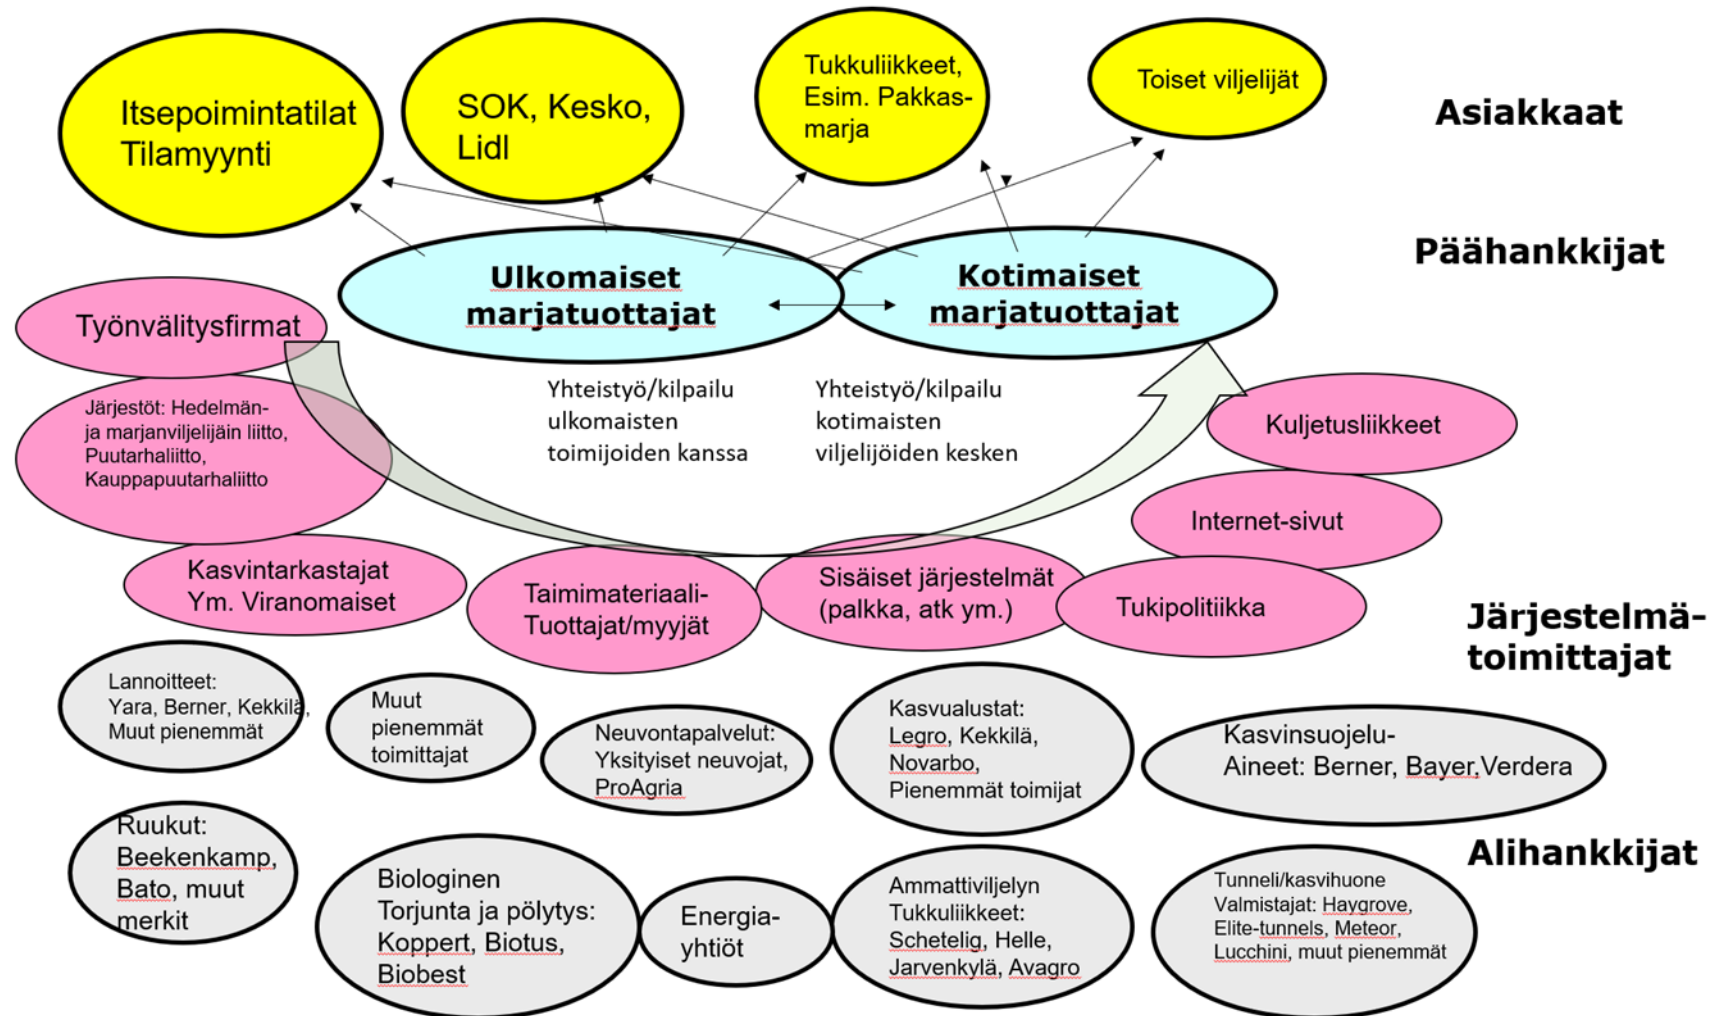 Itsepoimintatilat
Tilamyynti
SOK, Kesko,
Lidl
Tukkuliikkeet,
Esim. Pakkas-
marja
Toiset viljelijät
Asiakkaat
Päähankkijat
Ulkomaiset
marjatuottajat
Kotimaiset
marjatuottajat
Työnvälitysfirmat
Yhteistyö/kilpailu
ulkomaisten
toimijoiden kanssa
Yhteistyö/kilpailu
kotimaisten
viljelijöiden kesken
Järjestöt: Hedelmän-
ja marjanviljelijäin liitto,
Puutarhaliitto,
Kauppapuutarhaliitto
Kuljetusliikkeet
Internet-sivut
Kasvintarkastajat
Ym. Viranomaiset
Taimimateriaali-
Tuottajat/myyjät
Sisäiset järjestelmät
(palkka, atk ym.)
Tukipolitiikka
Järjestelmä-
toimittajat
Lannoitteet:
Yara, Berner, Kekkilä,
Muut pienemmät
Muut
pienemmät
toimittajat
Neuvontapalvelut:
Yksityiset neuvojat,
ProAgria
Kasvualustat:
Legro, Kekkilä,
Novarbo,
Pienemmät toimijat
Kasvinsuojelu-
Aineet: Berner, Bayer,Verdera
Ruukut:
Beekenkamp,
Bato, muut
merkit
Biologinen
Torjunta ja pölytys:
Koppert, Biotus,
Biobest
Energia-
yhtiöt
Ammattiviljelyn
Tukkuliikkeet:
Schetelig, Helle,
Jarvenkylä, Avagro
Tunneli/kasvihuone
Valmistajat: Haygrove,
Elite-tunnels, Meteor,
Lucchini, muut pienemmät
Alihankkijat